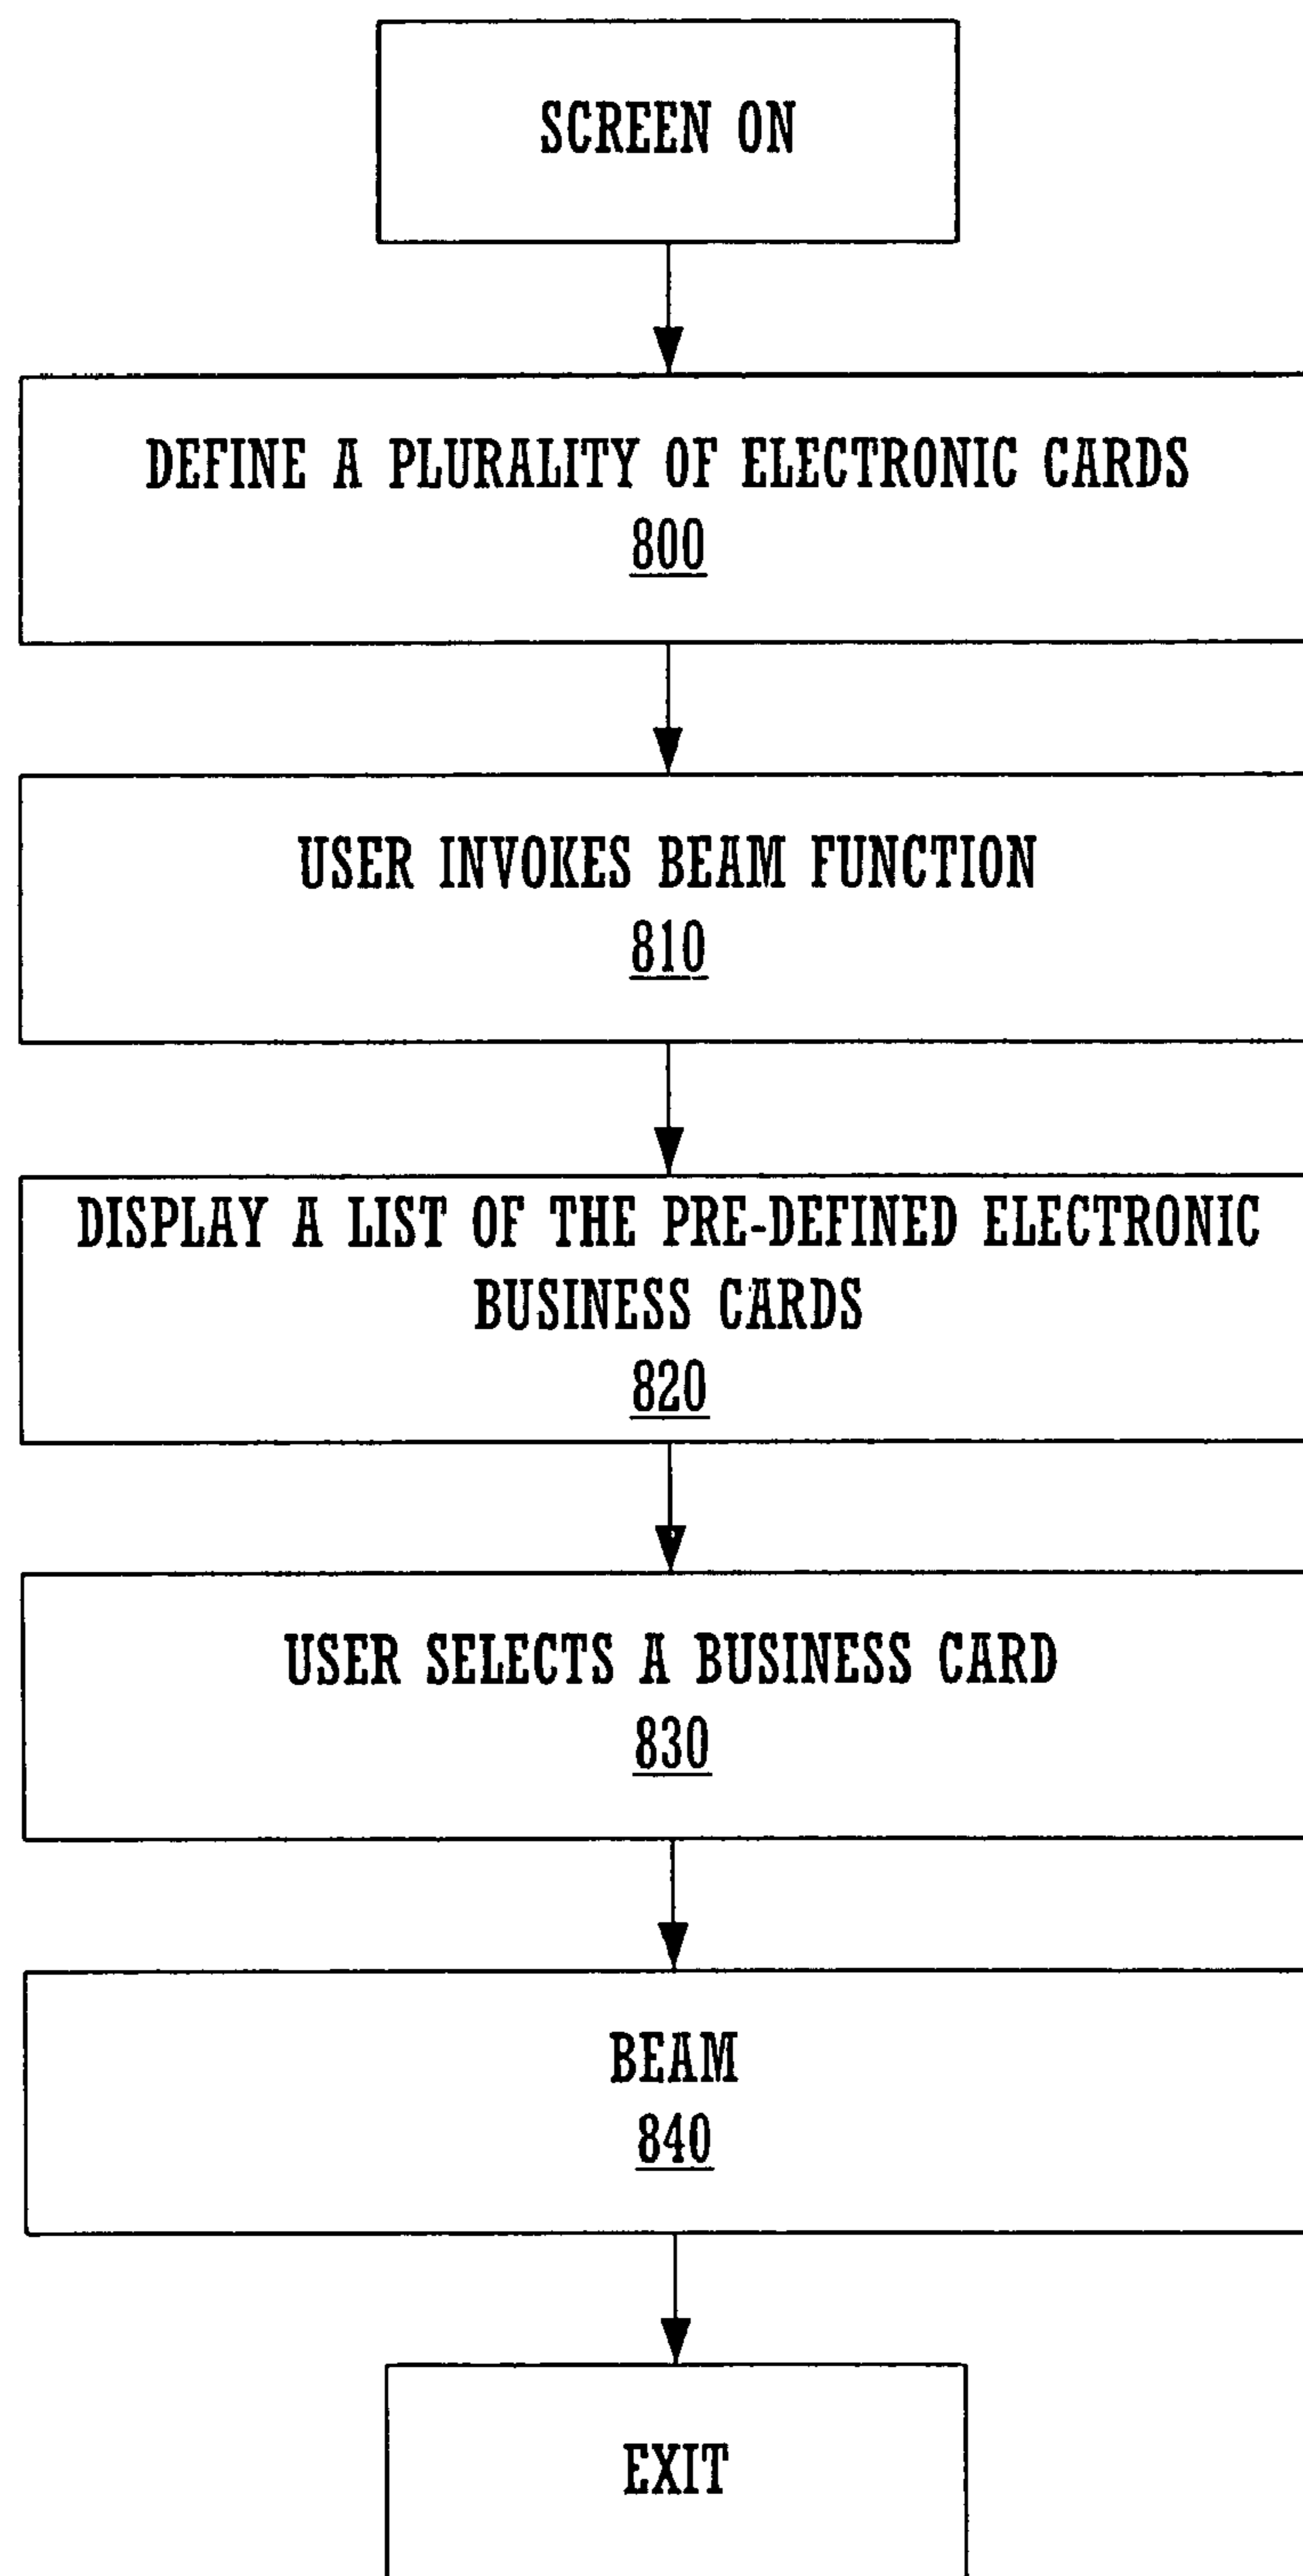 SCREEN ON
DEFINE A PLURALITY OF ELECTRONIC CARDS
800
USER INVOKES BEAM FUNCTION
810
DISPLAY A LIST OF THE PRE-DEFINED ELECTRONIC
BUSINESS CARDS
820
USER SELECTS A BUSINESS CARD
830
BEAM
840
EXIT